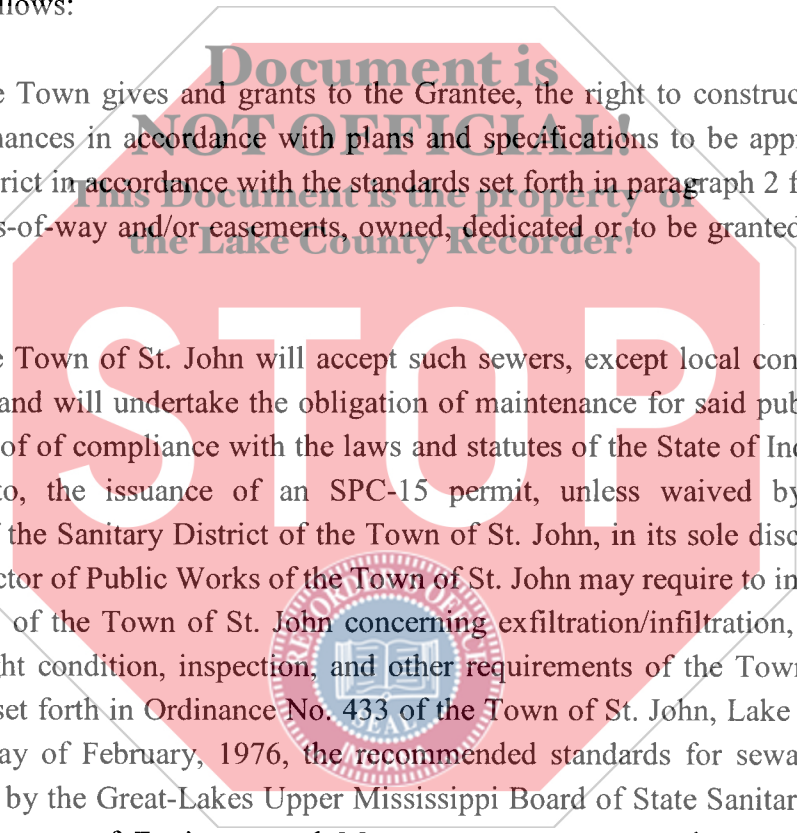 ollows:
Document is
e Town gives and grants to the Grantee, the right to construc
NOT OFFICIAL!
nances in accordance with plans and specifications to be app
This Document is the property of
rict in accordance with the standards set forth in paragraph 2 f
the Lake County Recorder!
s-of-way and/or easements, owned, dedicated or to be granted
STOP
e Town of St. John will accept such sewers, except local con
and will undertake the obligation of maintenance for said pub
of of compliance with the laws and statutes of the State of In
to, the issuance of an SPC-15 permit, unless waived by
f the Sanitary District of the Town of St. John, in its sole disc
ctor of Public Works of the Town of St. John may require to in
of the Town of St. John concerning exfiltration/infiltration,
ht condition, inspection, and other requirements of the Town
set forth in Ordinance No. 433 of the Town of St. John, Lake
ay of February, 1976, the recommended standards for sewa
by the Great-Lakes Upper Mississippi Board of State Sanitar
RECORDER'S OFFICE
SEAL
INDIANA